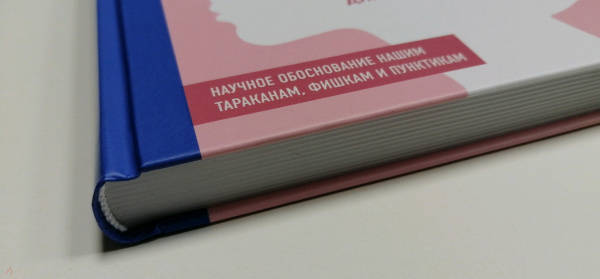 НАУЧНОЕ ОБОСНОВАНИЕ НАШИМ
ТАРАКАНАМ, ФИШКАМ И ПУНКТИКАМ